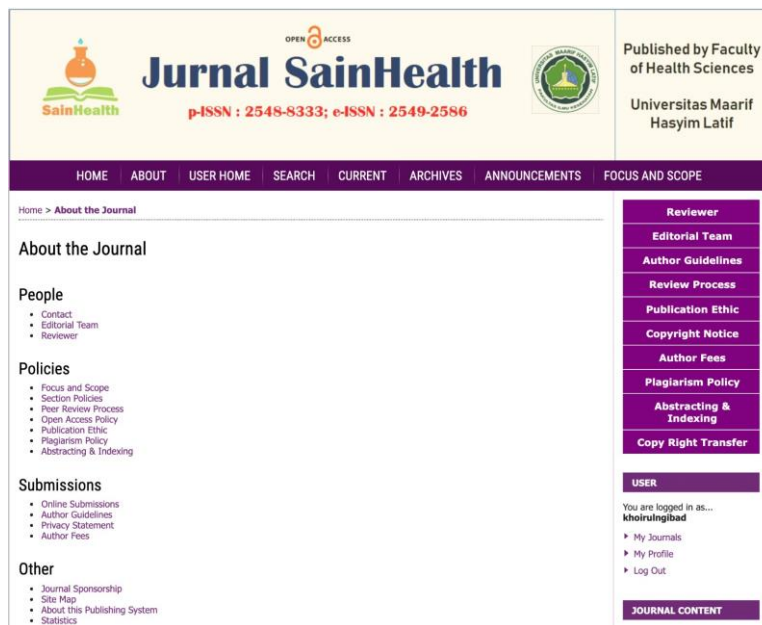 OPEN ACCESS
Jurnal SainHealth
p-ISSN : 2548-8333; e-ISSN : 2549-2586
SainHealth
UNIVERSITAS MAARIF HASYIM LATIF
Published by Faculty
of Health Sciences
Universitas Maarif
Hasyim Latif
HOME
ABOUT
USER HOME
SEARCH
CURRENT
ARCHIVES
ANNOUNCEMENTS
FOCUS AND SCOPE
Home > About the Journal
About the Journal
People
Contact
Editorial Team
Reviewer
Policies
Focus and Scope
Section Policies
Peer Review Process
Open Access Policy
Publication Ethic
Plagiarism Policy
Abstracting & Indexing
Submissions
Online Submissions
Author Guidelines
Privacy Statement
Author Fees
Other
Journal Sponsorship
Site Map
About this Publishing System
Statistics
Reviewer
Editorial Team
Author Guidelines
Review Process
Publication Ethic
Copyright Notice
Author Fees
Plagiarism Policy
Abstracting &
Indexing
Copy Right Transfer
USER
You are logged in as...
khoirulngibad
My Journals
My Profile
Log Out
JOURNAL CONTENT